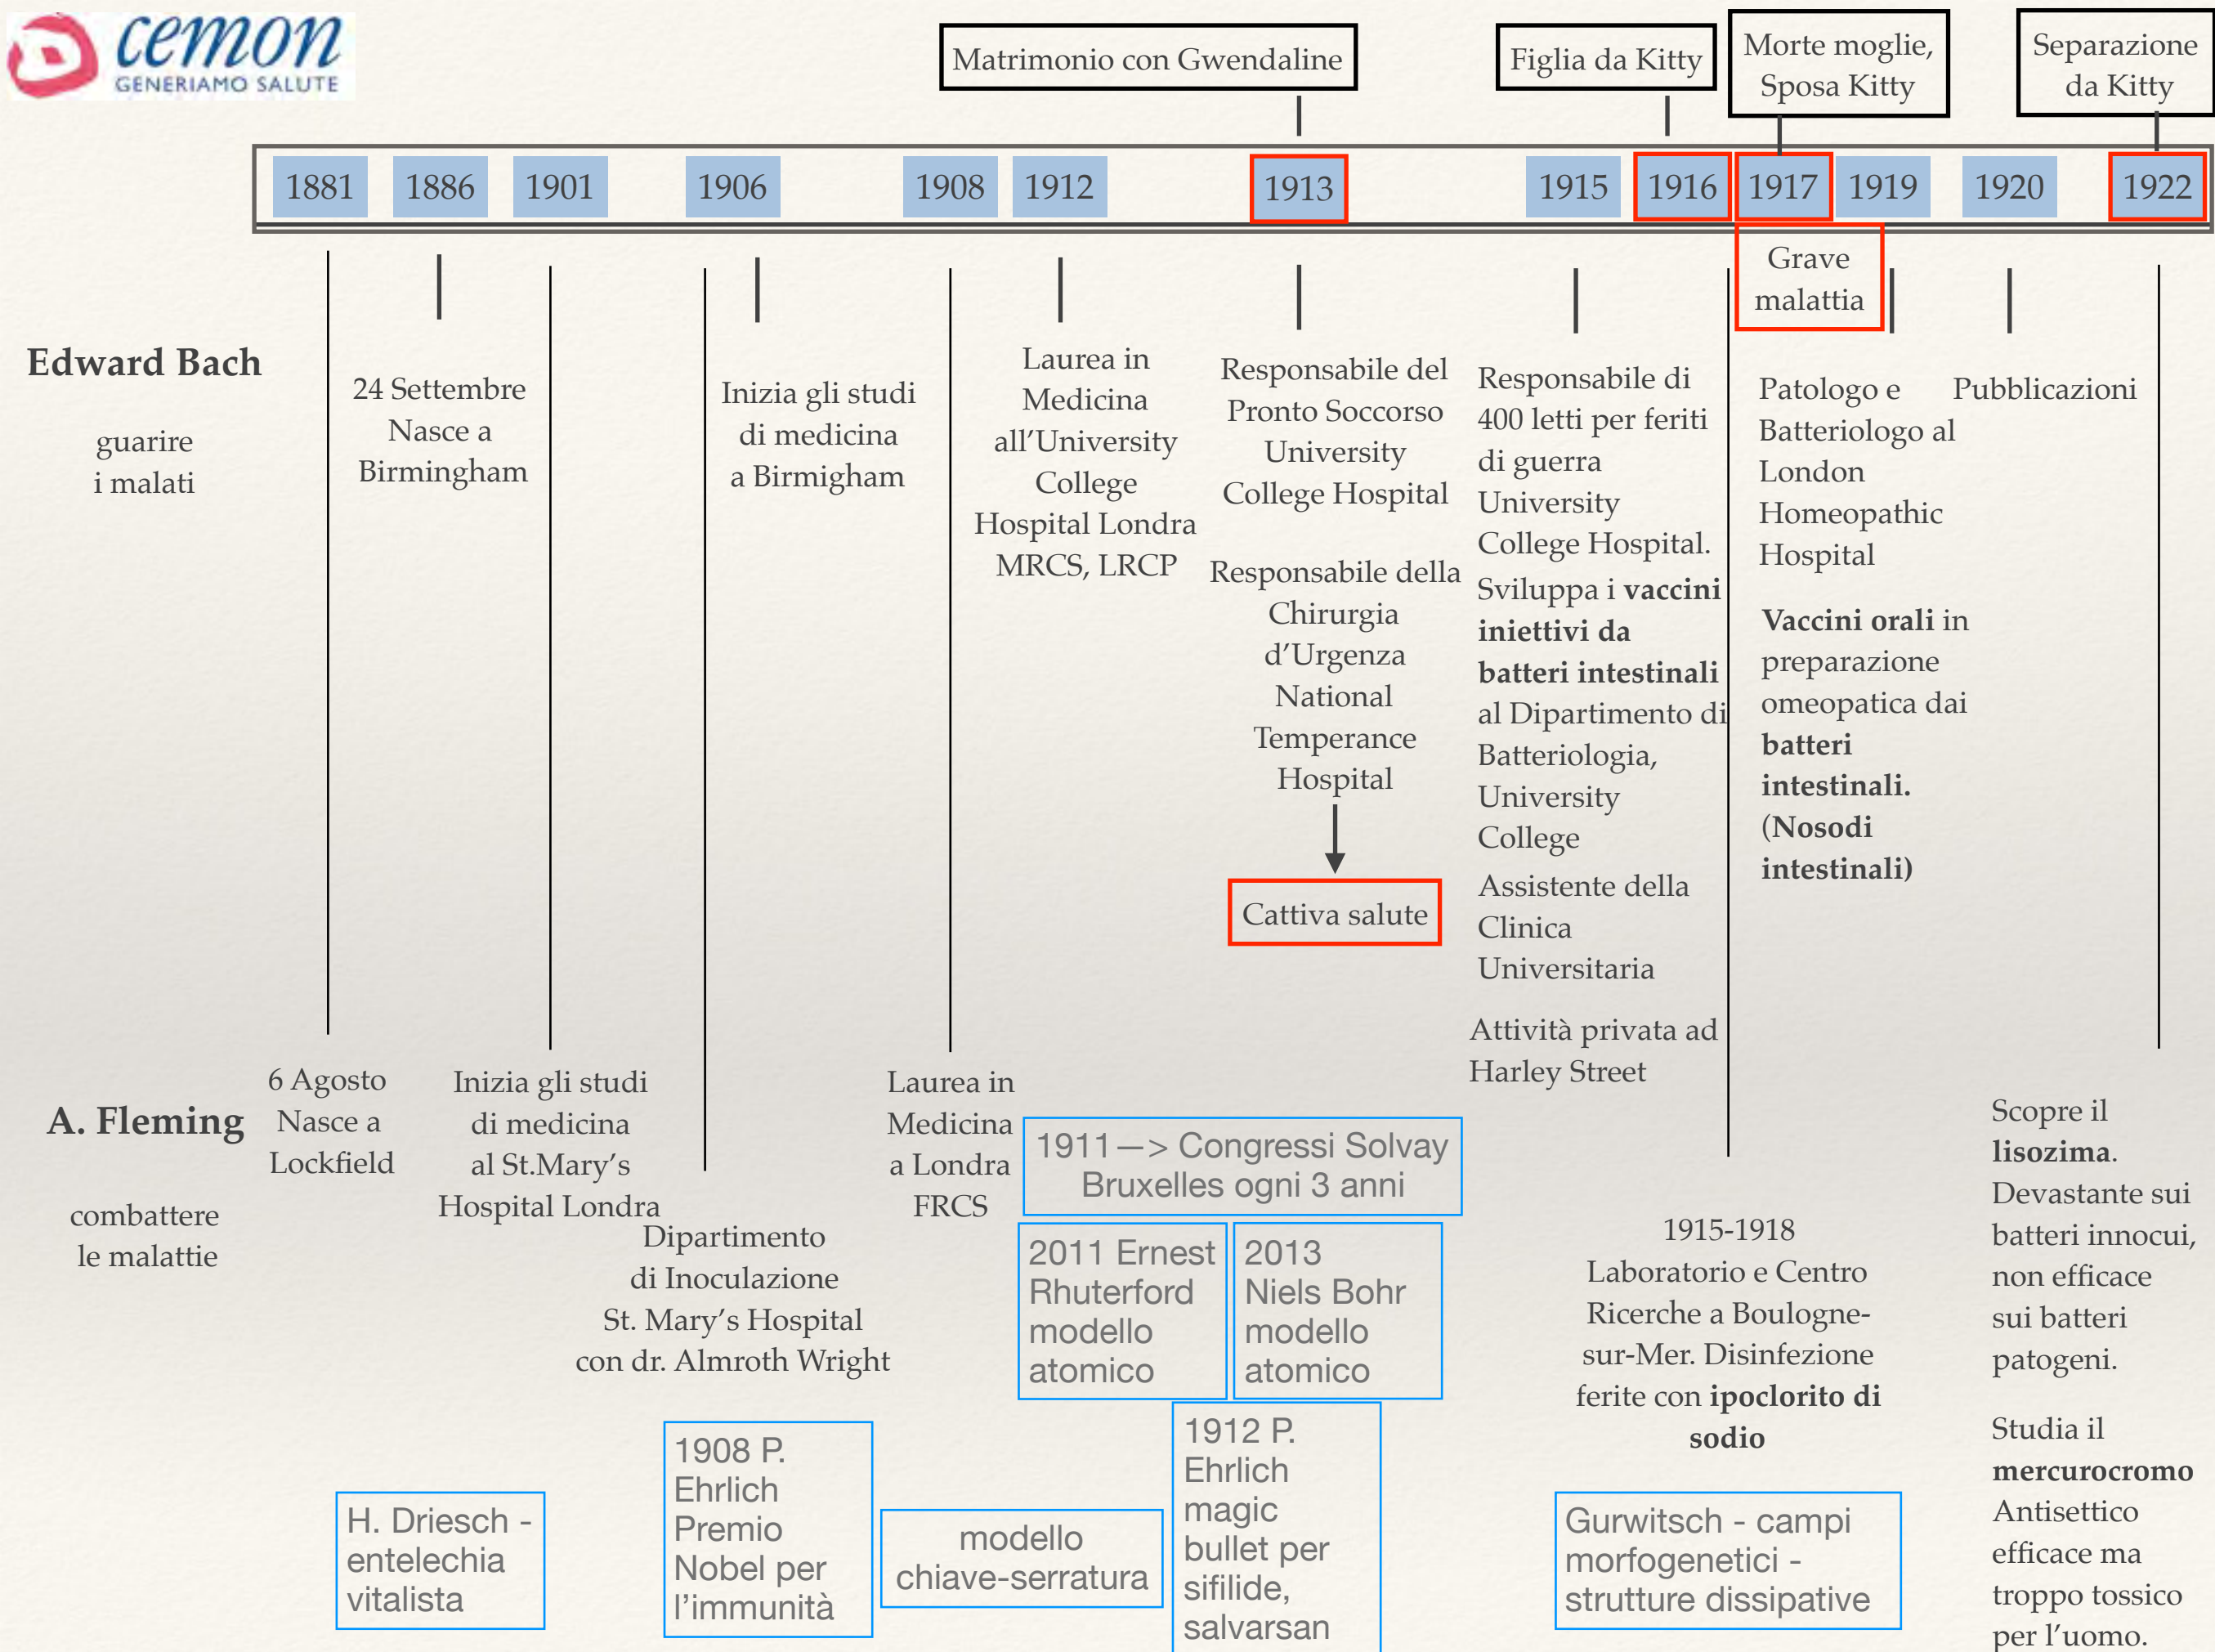 cemon
GENERIAMO SALUTE
Matrimonio con Gwendaline
Figlia da Kitty
Morte moglie,
Sposa Kitty
Separazione
da Kitty
1881
1886
1901
1906
1908
1912
1913
1915
1916
1917
1919
1920
1922
Grave
malattia
Edward Bach
guarire
i malati
24 Settembre
Nasce a
Birmingham
Inizia gli studi
di medicina
a Birmigham
Laurea in
Medicina
all'University
College
Hospital Londra
MRCS, LRCP
Responsabile del
Pronto Soccorso
University
College Hospital
Responsabile della
Chirurgia
d'Urgenza
National
Temperance
Hospital
Cattiva salute
Responsabile di
400 letti per feriti
di guerra
University
College Hospital.
Sviluppa i vaccini
iniettivi da
batteri intestinali
al Dipartimento di
Batteriologia,
University
College
Assistente della
Clinica
Universitaria
Attività privata ad
Harley Street
Patologo e
Batteriologo al
London
Homeopathic
Hospital
Vaccini orali in
preparazione
omeopatica dai
batteri
intestinali.
(Nosodi
intestinali)
Pubblicazioni
A. Fleming
combattere
le malattie
6 Agosto
Nasce a
Lockfield
Inizia gli studi
di medicina
al St.Mary's
Hospital Londra
Dipartimento
di Inoculazione
St. Mary's Hospital
con dr. Almroth Wright
Laurea in
Medicina
a Londra
FRCS
1911—> Congressi Solvay
Bruxelles ogni 3 anni
2011 Ernest
Rhuterford
modello
atomico
2013
Niels Bohr
modello
atomico
1915-1918
Laboratorio e Centro
Ricerche a Boulogne-
sur-Mer. Disinfezione
ferite con ipoclorito di
sodio
Scopre il
lisozima.
Devastante sui
batteri innocui,
non efficace
sui batteri
patogeni.
Studia il
mercurocromo
Antisettico
efficace ma
troppo tossico
per l'uomo.
H. Driesch -
entelechia
vitalista
1908 P.
Ehrlich
Premio
Nobel per
l'immunità
modello
chiave-serratura
1912 P.
Ehrlich
magic
bullet per
sifilide,
salvarsan
Gurwitsch - campi
morfogenetici -
strutture dissipative